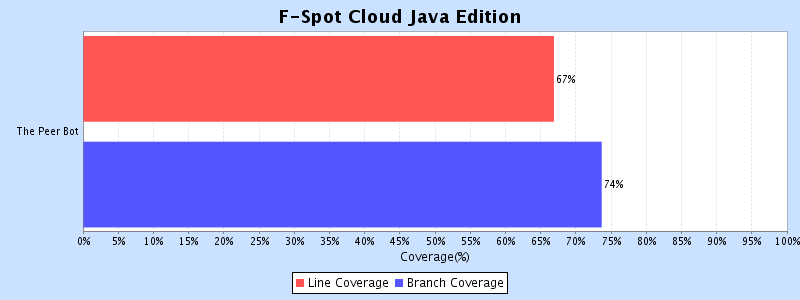 F-Spot Cloud Java Edition
67%
The Peer Bot
74%
0% 5% 10% 15% 20% 25% 30% 35% 40% 45% 50% 55% 60% 65% 70% 75% 80% 85% 90% 95% 100%
Coverage(%)
Line Coverage Branch Coverage